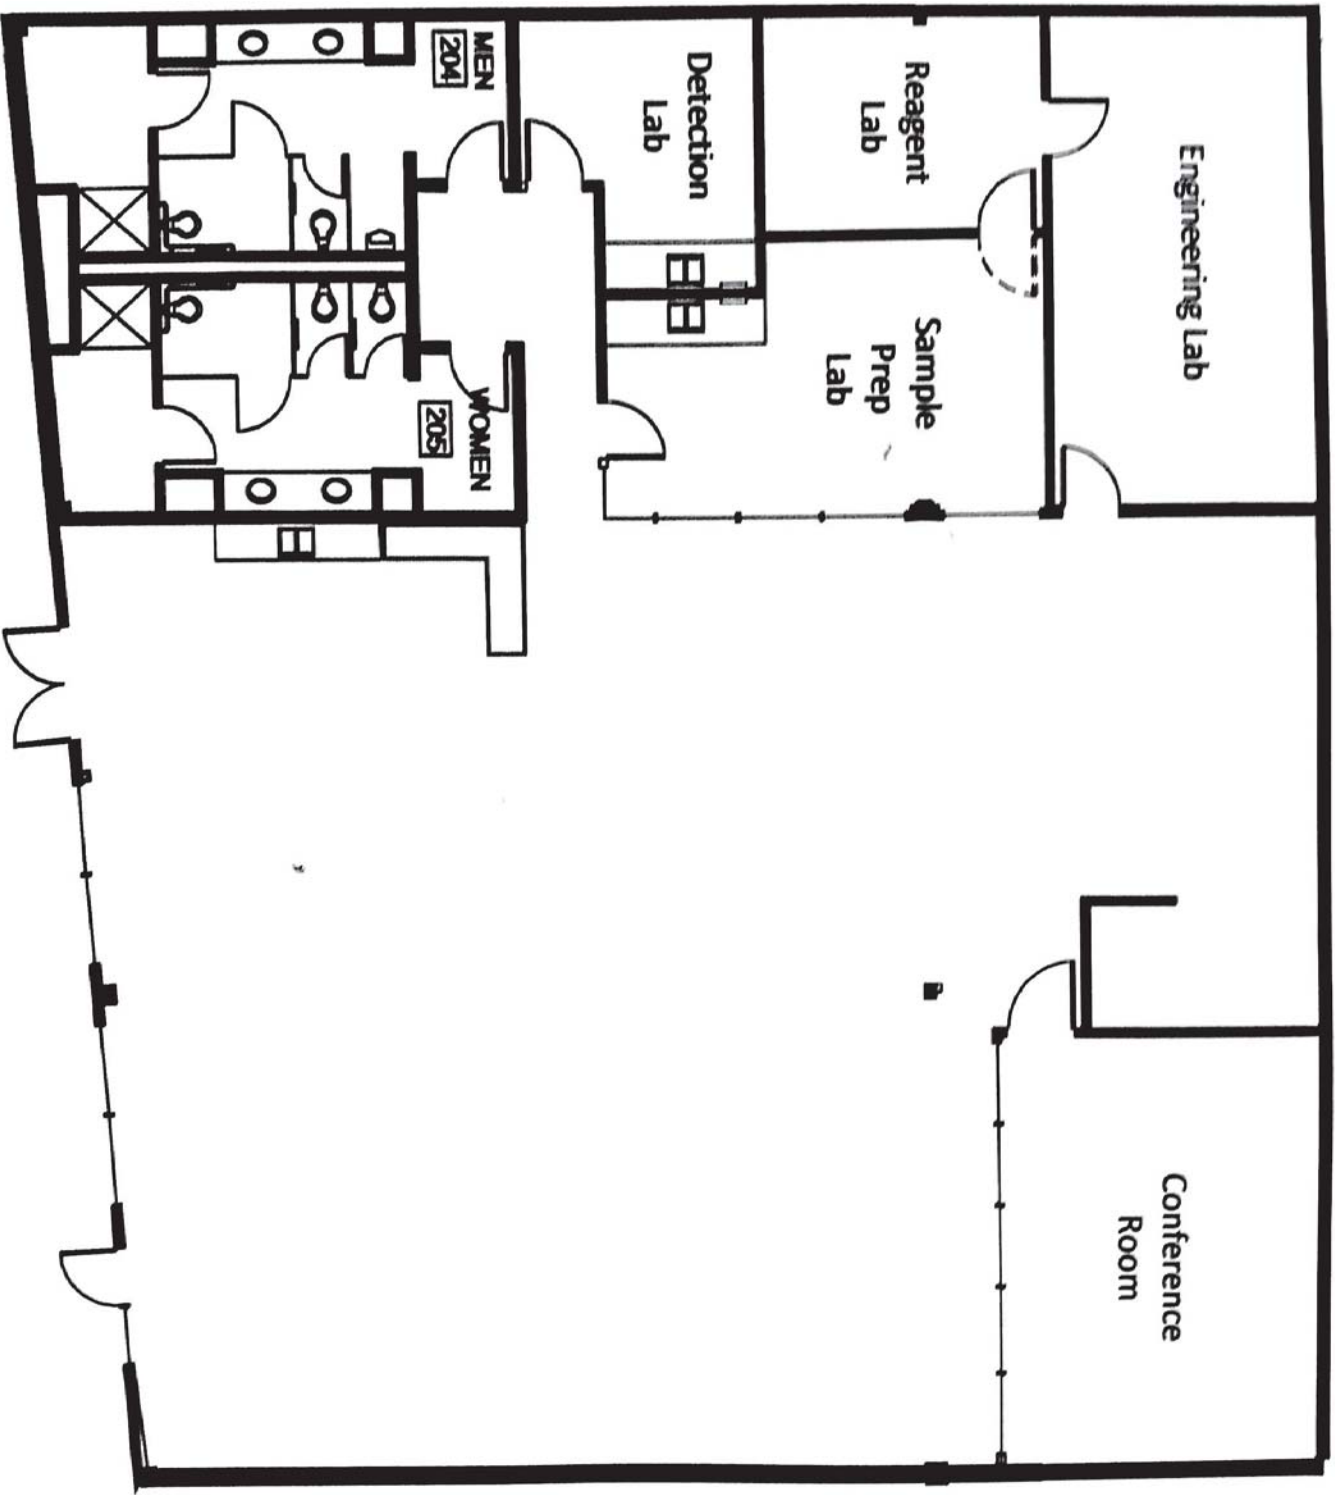 MEN
204
Detection
Lab
Reagent
Lab
Engineering Lab
Sample
Prep
Lab
WOMEN
205
Conference
Room